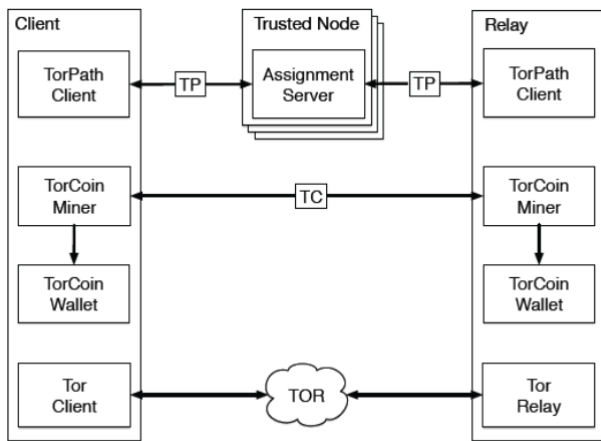 Client
Trusted Node
Relay
TorPath
Client
TP
Assignment
Server
TP
TorPath
Client
TorCoin
Miner
TC
TorCoin
Miner
TorCoin
Wallet
TorCoin
Wallet
Tor
Client
TOR
Tor
Relay